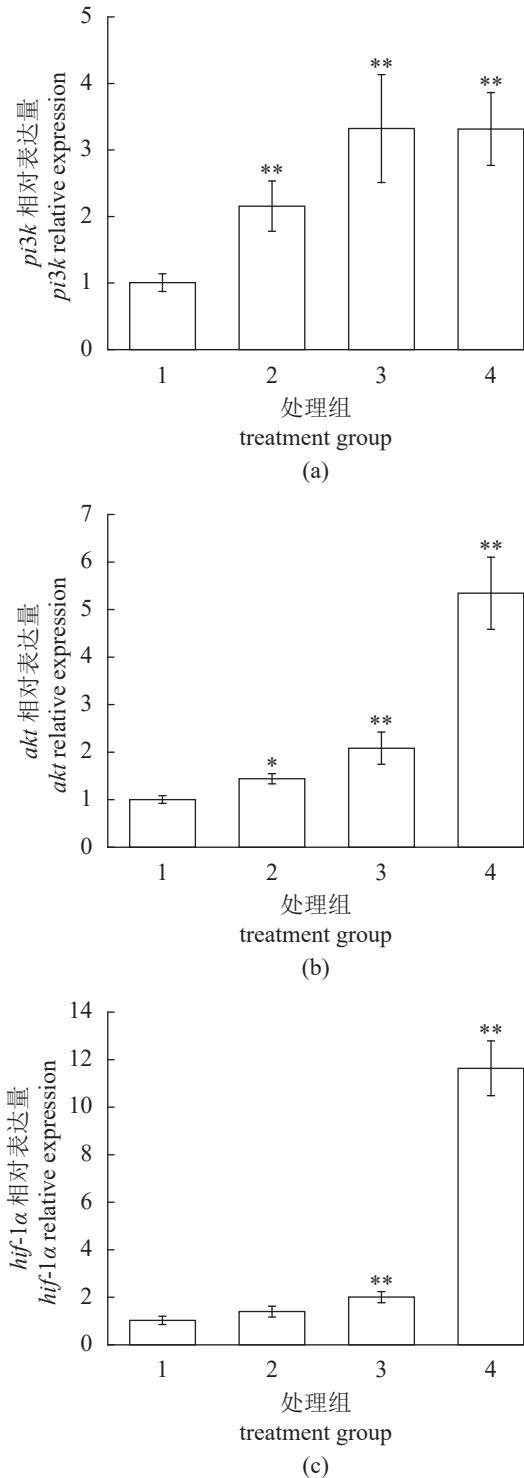 5
4
3
2
1
0
**
**
**
pi3k 相对表达量
pi3k relative expression
1 2 3 4
处理组
treatment group
(a)
7
6
5
4
3
2
1
0
*
**
**
akt 相对表达量
akt relative expression
1 2 3 4
处理组
treatment group
(b)
14
12
10
8
6
4
2
0
**
**
hif-1α 相对表达量
hif-1α relative expression
1 2 3 4
处理组
treatment group
(c)